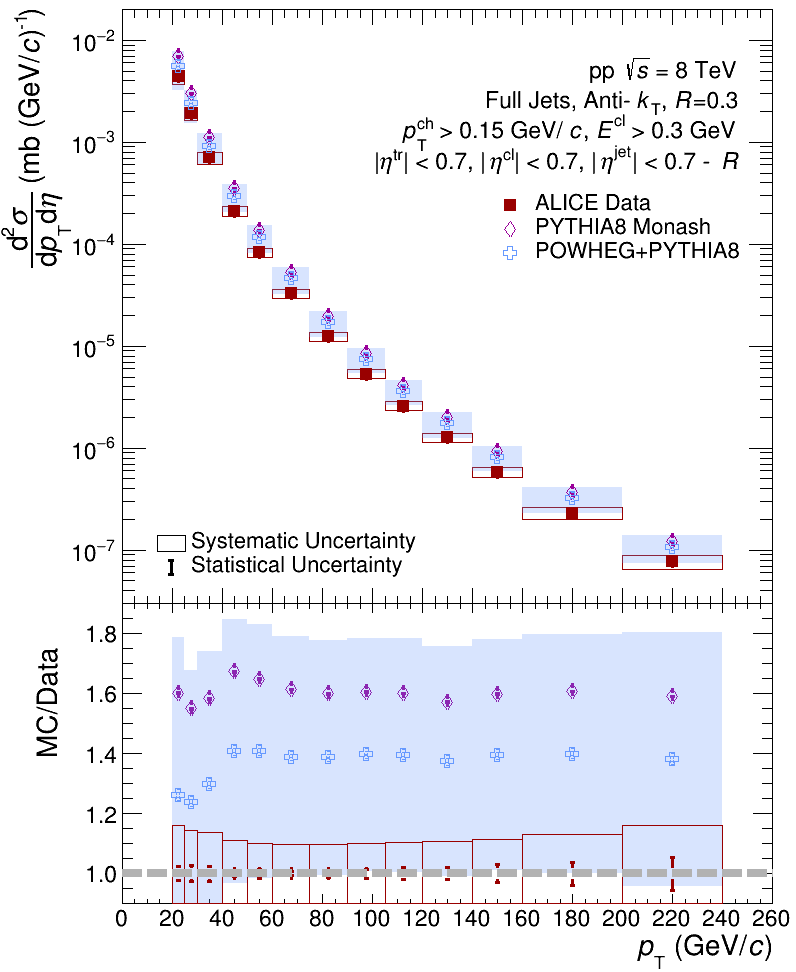 d²σ/dp_T dη (mb (GeV/c)⁻¹)
10⁻²
10⁻³
10⁻⁴
10⁻⁵
10⁻⁶
10⁻⁷
pp √s = 8 TeV
Full Jets, Anti- k_T, R=0.3
p_T^ch > 0.15 GeV/ c, E^cl > 0.3 GeV
|η^tr| < 0.7, |η^cl| < 0.7, |η^jet| < 0.7 - R
ALICE Data
PYTHIA8 Monash
POWHEG+PYTHIA8
Systematic Uncertainty
Statistical Uncertainty
MC/Data
1.8
1.6
1.4
1.2
1.0
0 20 40 60 80 100 120 140 160 180 200 220 240 260
p_T (GeV/c)